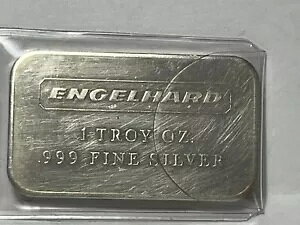 ENGELHARD
1 TROY OZ.
.999 FINE SILVER